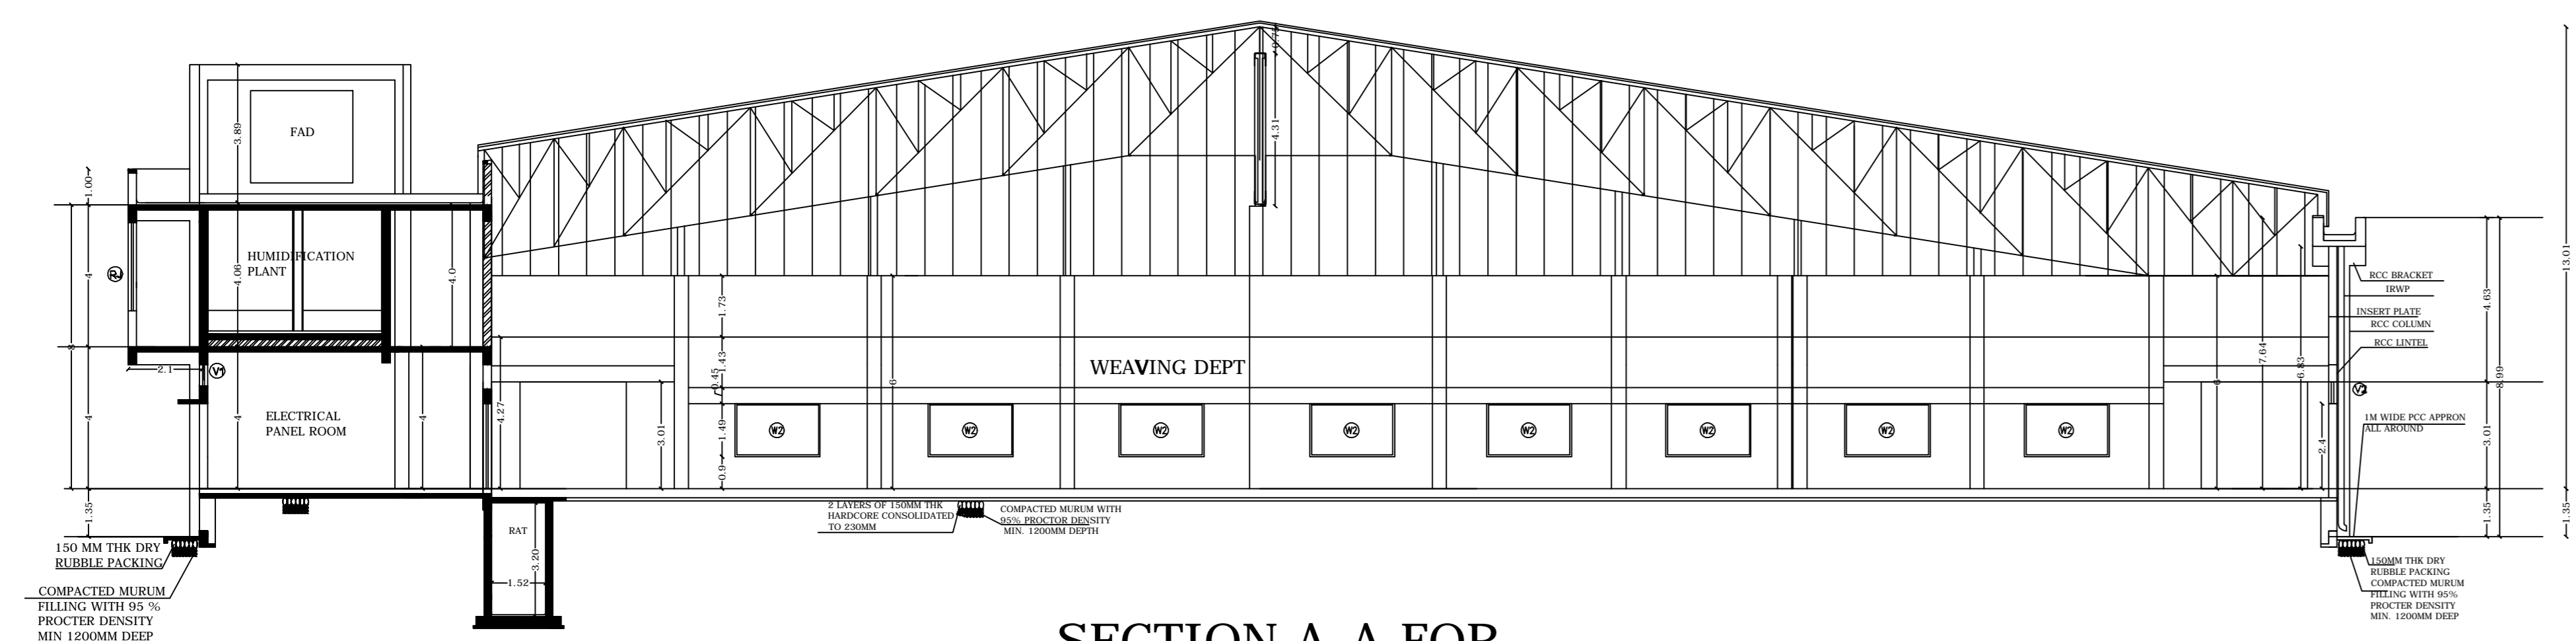 0.75
FAD
3.89
4.31
1.00
13.01
HUMIDIFICATION
PLANT
4.06
4.0
4
R1
8
RCC BRACKET
IRWP
INSERT PLATE
RCC COLUMN
RCC LINTEL
4.63
7.64
6.83
8.99
1.73
1.43
0.45
WEAVING DEPT
6
6
2.1
V1
V2
ELECTRICAL
PANEL ROOM
4
4
4
4.27
3.01
1.49
0.9
W2
W2
W2
W2
W2
W2
W2
W2
2.4
1M WIDE PCC APPRON
ALL AROUND
3.01
1.35
1.35
1.35
2 LAYERS OF 150MM THK
HARDCORE CONSOLIDATED
TO 230MM
COMPACTED MURUM WITH
95% PROCTOR DENSITY
MIN. 1200MM DEPTH
RAT
3.20
1.52
150 MM THK DRY
RUBBLE PACKING
COMPACTED MURUM
FILLING WITH 95 %
PROCTER DENSITY
MIN 1200MM DEEP
150MM THK DRY
RUBBLE PACKING
COMPACTED MURUM
FILLING WITH 95%
PROCTER DENSITY
MIN. 1200MM DEEP
SECTION A-A FOR